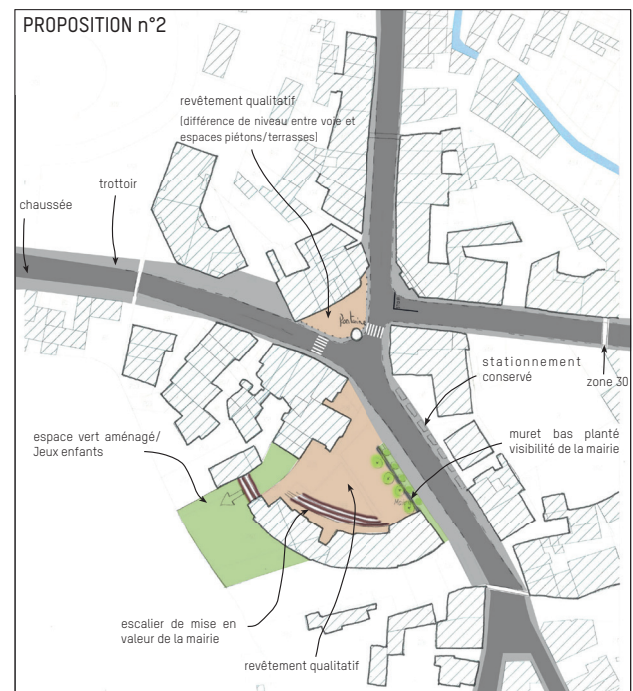 PROPOSITION n°2
revêtement qualitatif
(différence de niveau entre voie et
espaces piétons/terrasses)
trottoir
chaussée
stationnement
conservé
zone 30
espace vert aménagé/
Jeux enfants
muret bas planté
visibilité de la mairie
escalier de mise en
valeur de la mairie
revêtement qualitatif